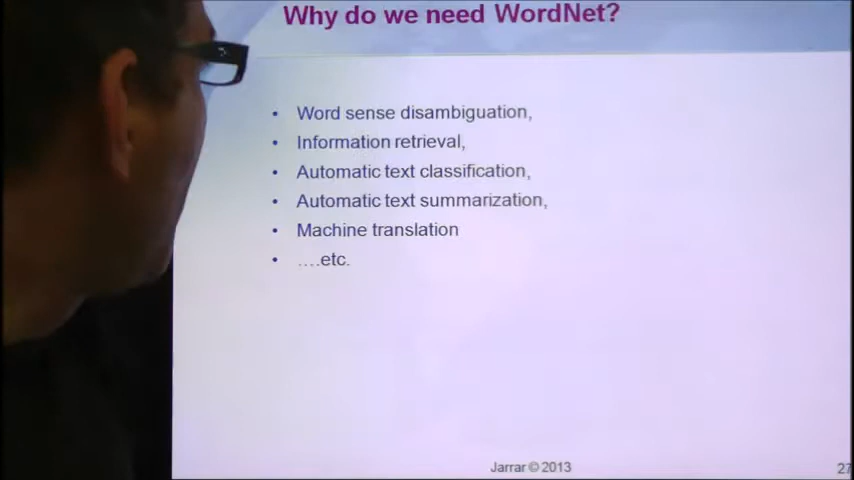 Why do we need WordNet?
• Word sense disambiguation,
• Information retrieval,
• Automatic text classification,
• Automatic text summarization,
• Machine translation
• ....etc.
Jarrar © 2013
27